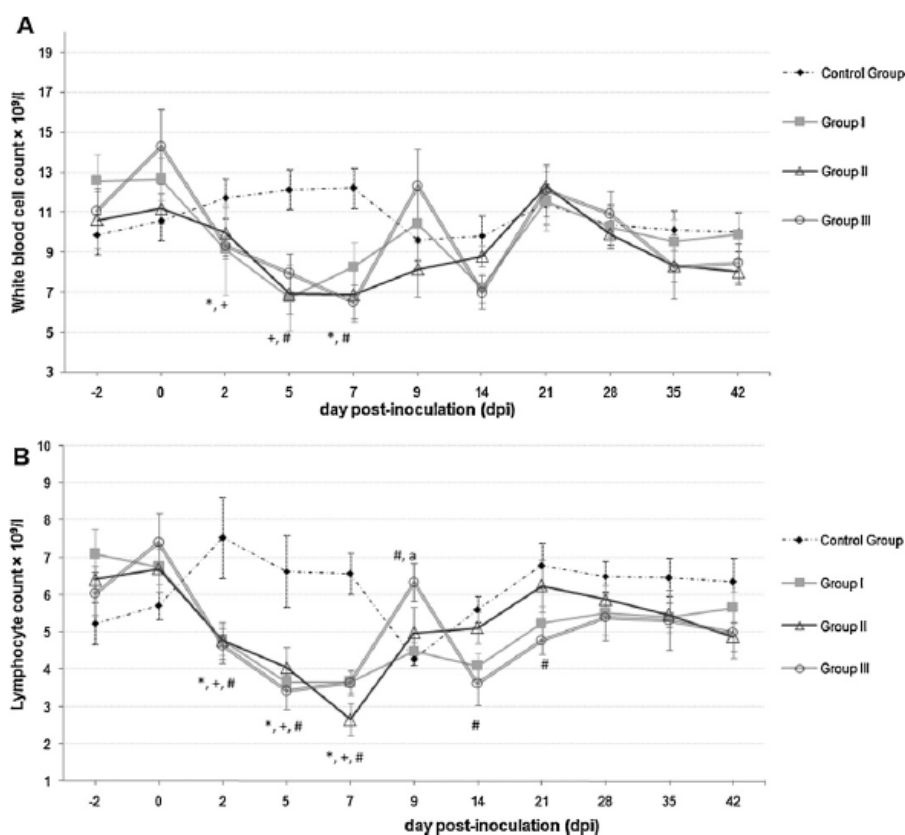 A
19
17
15
13
11
9
7
5
3
White blood cell count × 10⁹/l
*, +
+, #
*, #
-2 0 2 5 7 9 14 21 28 35 42
day post-inoculation (dpi)
Control Group
Group I
Group II
Group III
B
10
9
8
7
6
5
4
3
2
1
Lymphocyte count × 10⁹/l
#, a
*, +, #
*, +, #
*, +, #
#
#
-2 0 2 5 7 9 14 21 28 35 42
day post-inoculation (dpi)
Control Group
Group I
Group II
Group III